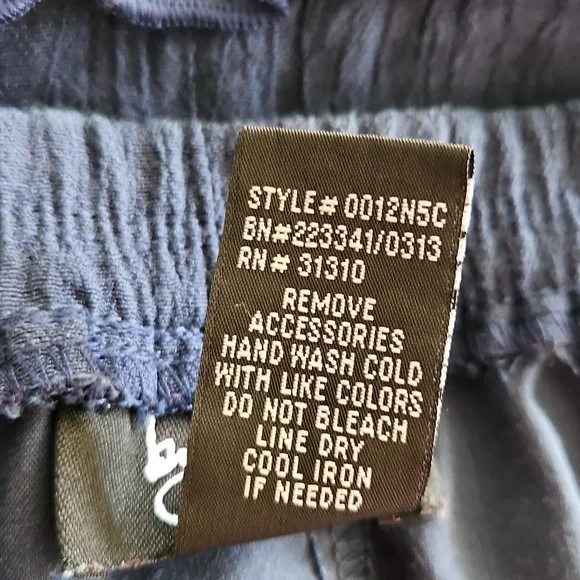 STYLE# 0012N5C
BN#223341/0313
RN# 31310
REMOVE
ACCESSORIES
HAND WASH COLD
WITH LIKE COLORS
DO NOT BLEACH
LINE DRY
COOL IRON
IF NEEDED